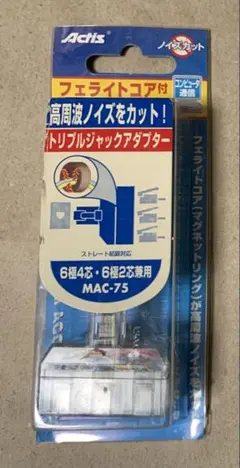 Actis
ノイズカット
フェライトコア付
コンピュータ
通信
高周波ノイズをカット！
トリプルジャックアダプター
ストレート結線対応
6極4芯・6極2芯兼用
MAC-75
フェライトコア(マグネットリング)が高周波ノイズを